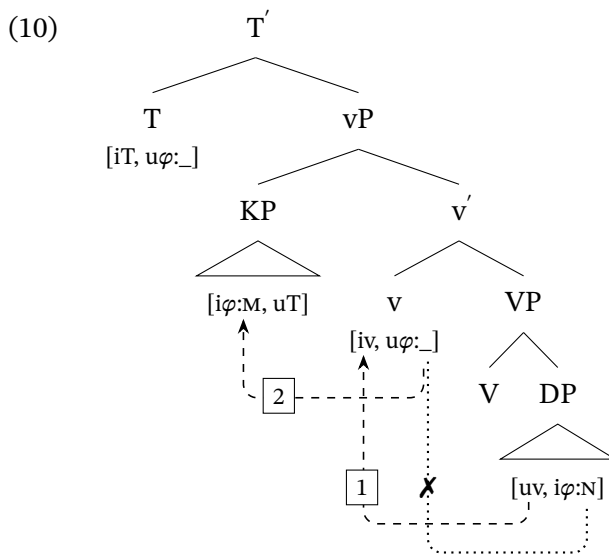 (10)
T′
T vP
[iT, uφ:_]
KP v′
[iφ:ᴍ, uT] v VP
[iv, uφ:_]
2 V DP
1 ✗ [uv, iφ:ɴ]